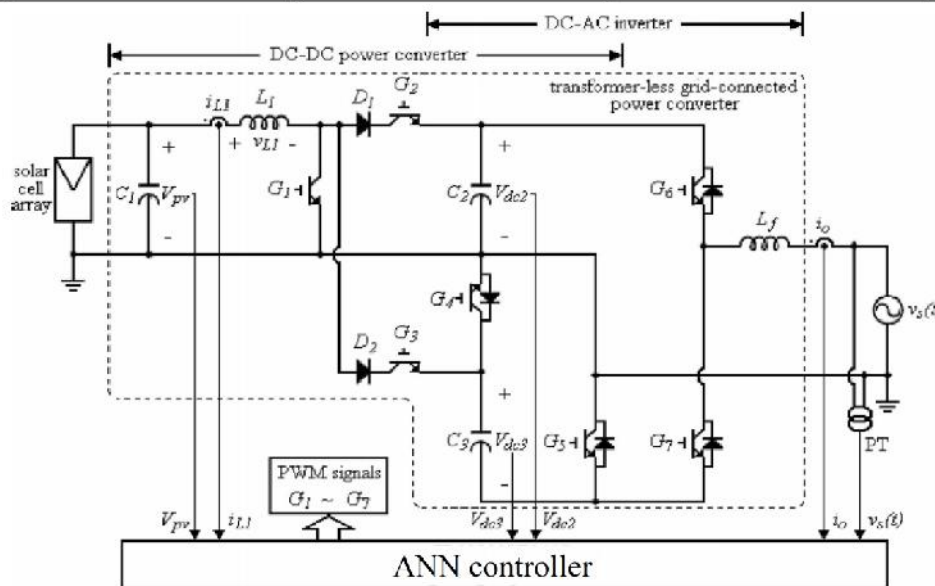 DC-AC inverter
DC-DC power converter
transformer-less grid-connected
power converter
G2
D1
iL1
L1
+ vL1 -
G1
solar
cell
array
+
C1
Vpv
-
+
C2
Vdc2
-
G6
Lf
io
G4
D2
G3
+
C3
Vdc3
-
G5
G7
PT
PWM signals
G1 ~ G7
Vpv
iL1
Vdc3
Vdc2
io
vs(t)
ANN controller